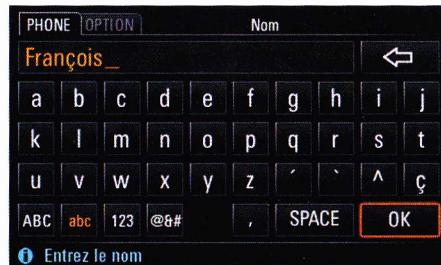 PHONE OPTION Nom
François_
a b c d e f g h i j
k l m n o p q r s t
u v w x y z ´ ` ^ ç
ABC abc 123 @&# , SPACE OK
Entrez le nom